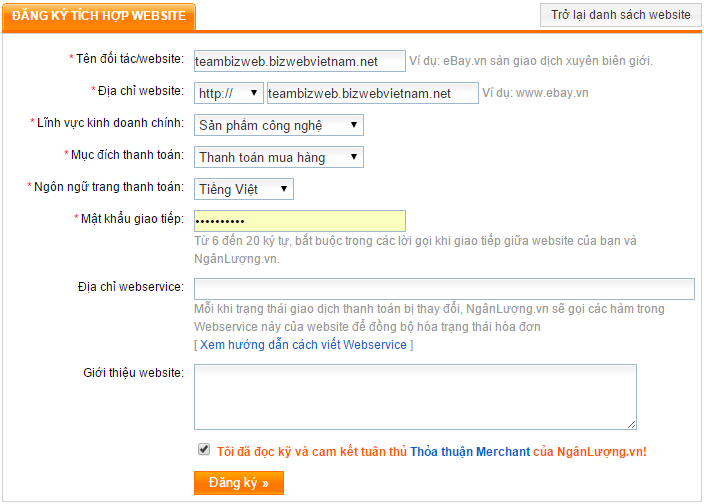 ĐĂNG KÝ TÍCH HỢP WEBSITE
Trở lại danh sách website
* Tên đối tác/website: teambizweb.bizwebvietnam.net Ví dụ: eBay.vn sàn giao dịch xuyên biên giới.
* Địa chỉ website: http:// teambizweb.bizwebvietnam.net Ví dụ: www.ebay.vn
* Lĩnh vực kinh doanh chính: Sản phẩm công nghệ
* Mục đích thanh toán: Thanh toán mua hàng
* Ngôn ngữ trang thanh toán: Tiếng Việt
* Mật khẩu giao tiếp: ••••••••••
Từ 6 đến 20 ký tự, bắt buộc trong các lời gọi khi giao tiếp giữa website của bạn và
NgânLượng.vn.
Địa chỉ webservice:
Mỗi khi trạng thái giao dịch thanh toán bị thay đổi, NgânLượng.vn sẽ gọi các hàm trong
Webservice này của website để đồng bộ hóa trạng thái hóa đơn
[ Xem hướng dẫn cách viết Webservice ]
Giới thiệu website:
Tôi đã đọc kỹ và cam kết tuân thủ Thỏa thuận Merchant của NgânLượng.vn!
Đăng ký »